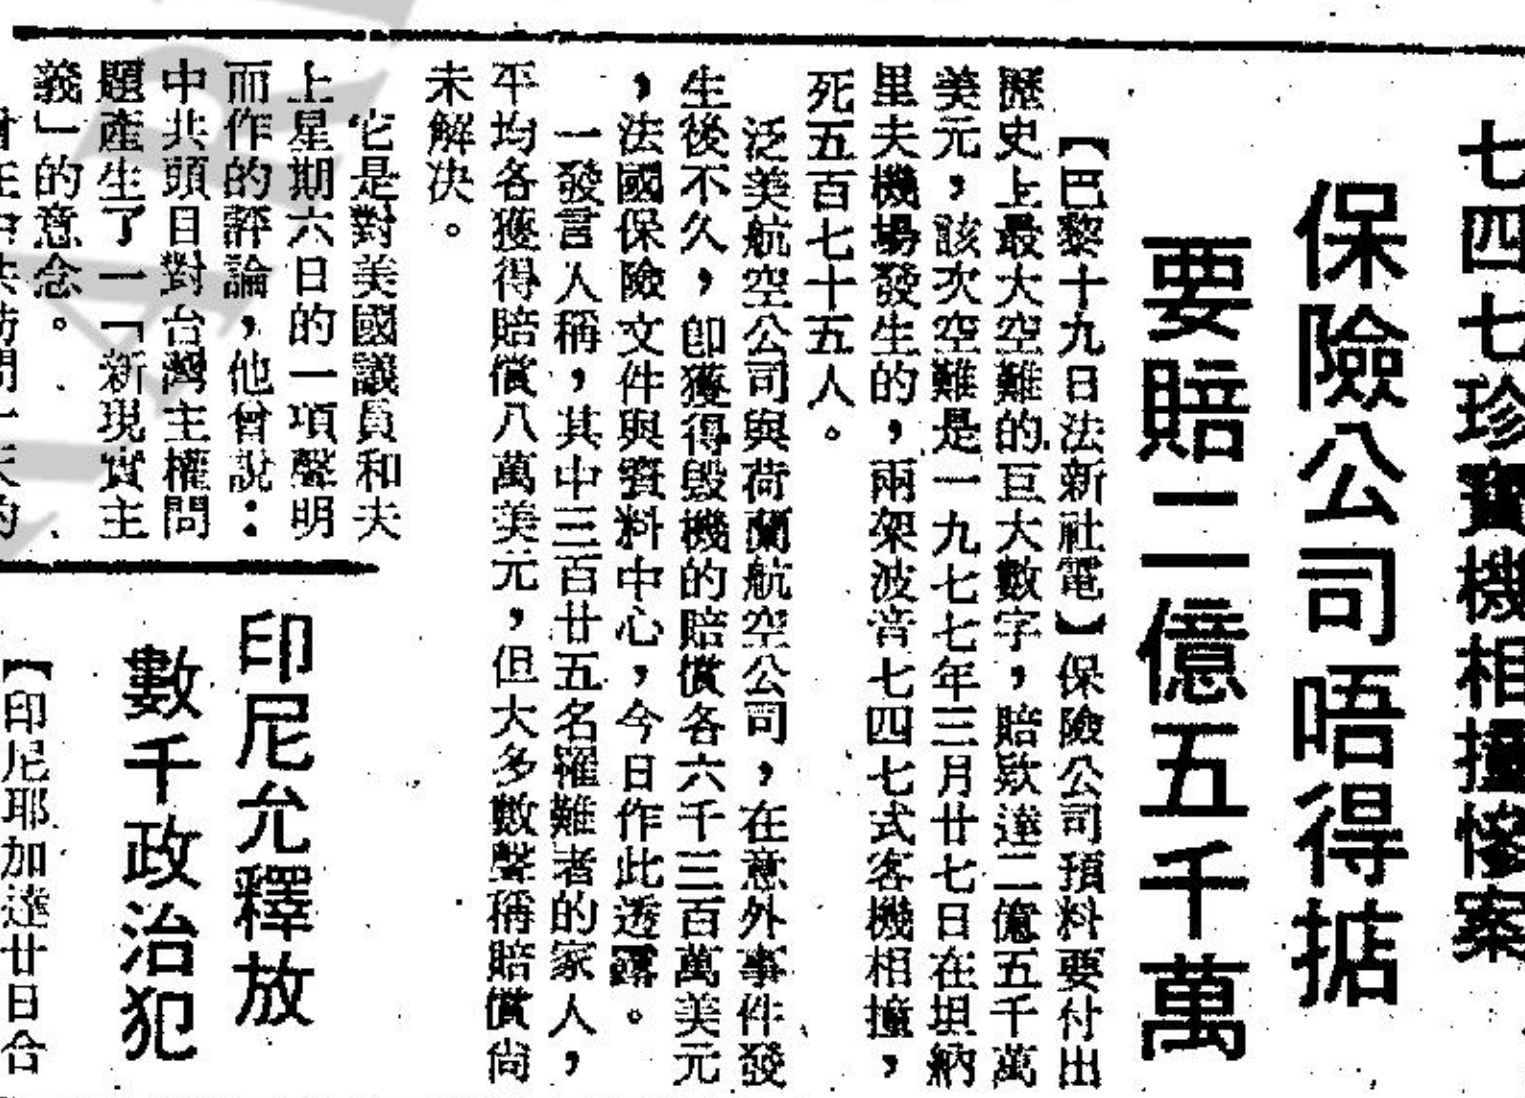 七四七珍寶機相撞慘案
保險公司唔得掂
要賠二億五千萬
【巴黎十九日法新社電】保險公司預料要付出
歷史上最大空難的巨大數字，賠欵達二億五千萬
美元，該次空難是一九七七年三月廿七日在坦納
里夫機場發生的，兩架波音七四七式客機相撞，
死五百七十五人。
泛美航空公司與荷蘭航空公司，在意外事件發
生後不久，卽獲得毀機的賠償各六千三百萬美元
，法國保險文件與資料中心，今日作此透露。
一發言人稱，其中三百廿五名罹難者的家人，
平均各獲得賠償八萬美元，但大多數聲稱賠償尚
未解決。
它是對美國議員和夫
上星期六日的一項聲明
而作的評論，他曾說：
中共頭目對台灣主權問
題產生了一「新現實主
義」的意念。
印尼允釋放
數千政治犯
【印尼耶加達廿日合